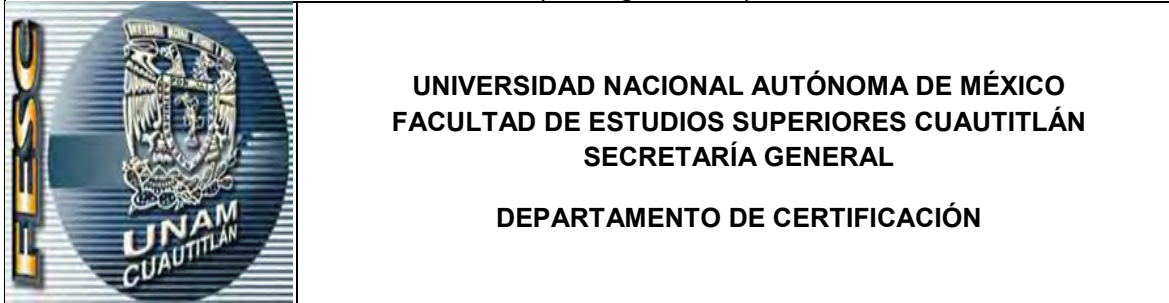 FESC
UNAM
CUAUTITLÁN
UNIVERSIDAD NACIONAL AUTÓNOMA DE MÉXICO
FACULTAD DE ESTUDIOS SUPERIORES CUAUTITLÁN
SECRETARÍA GENERAL
DEPARTAMENTO DE CERTIFICACIÓN